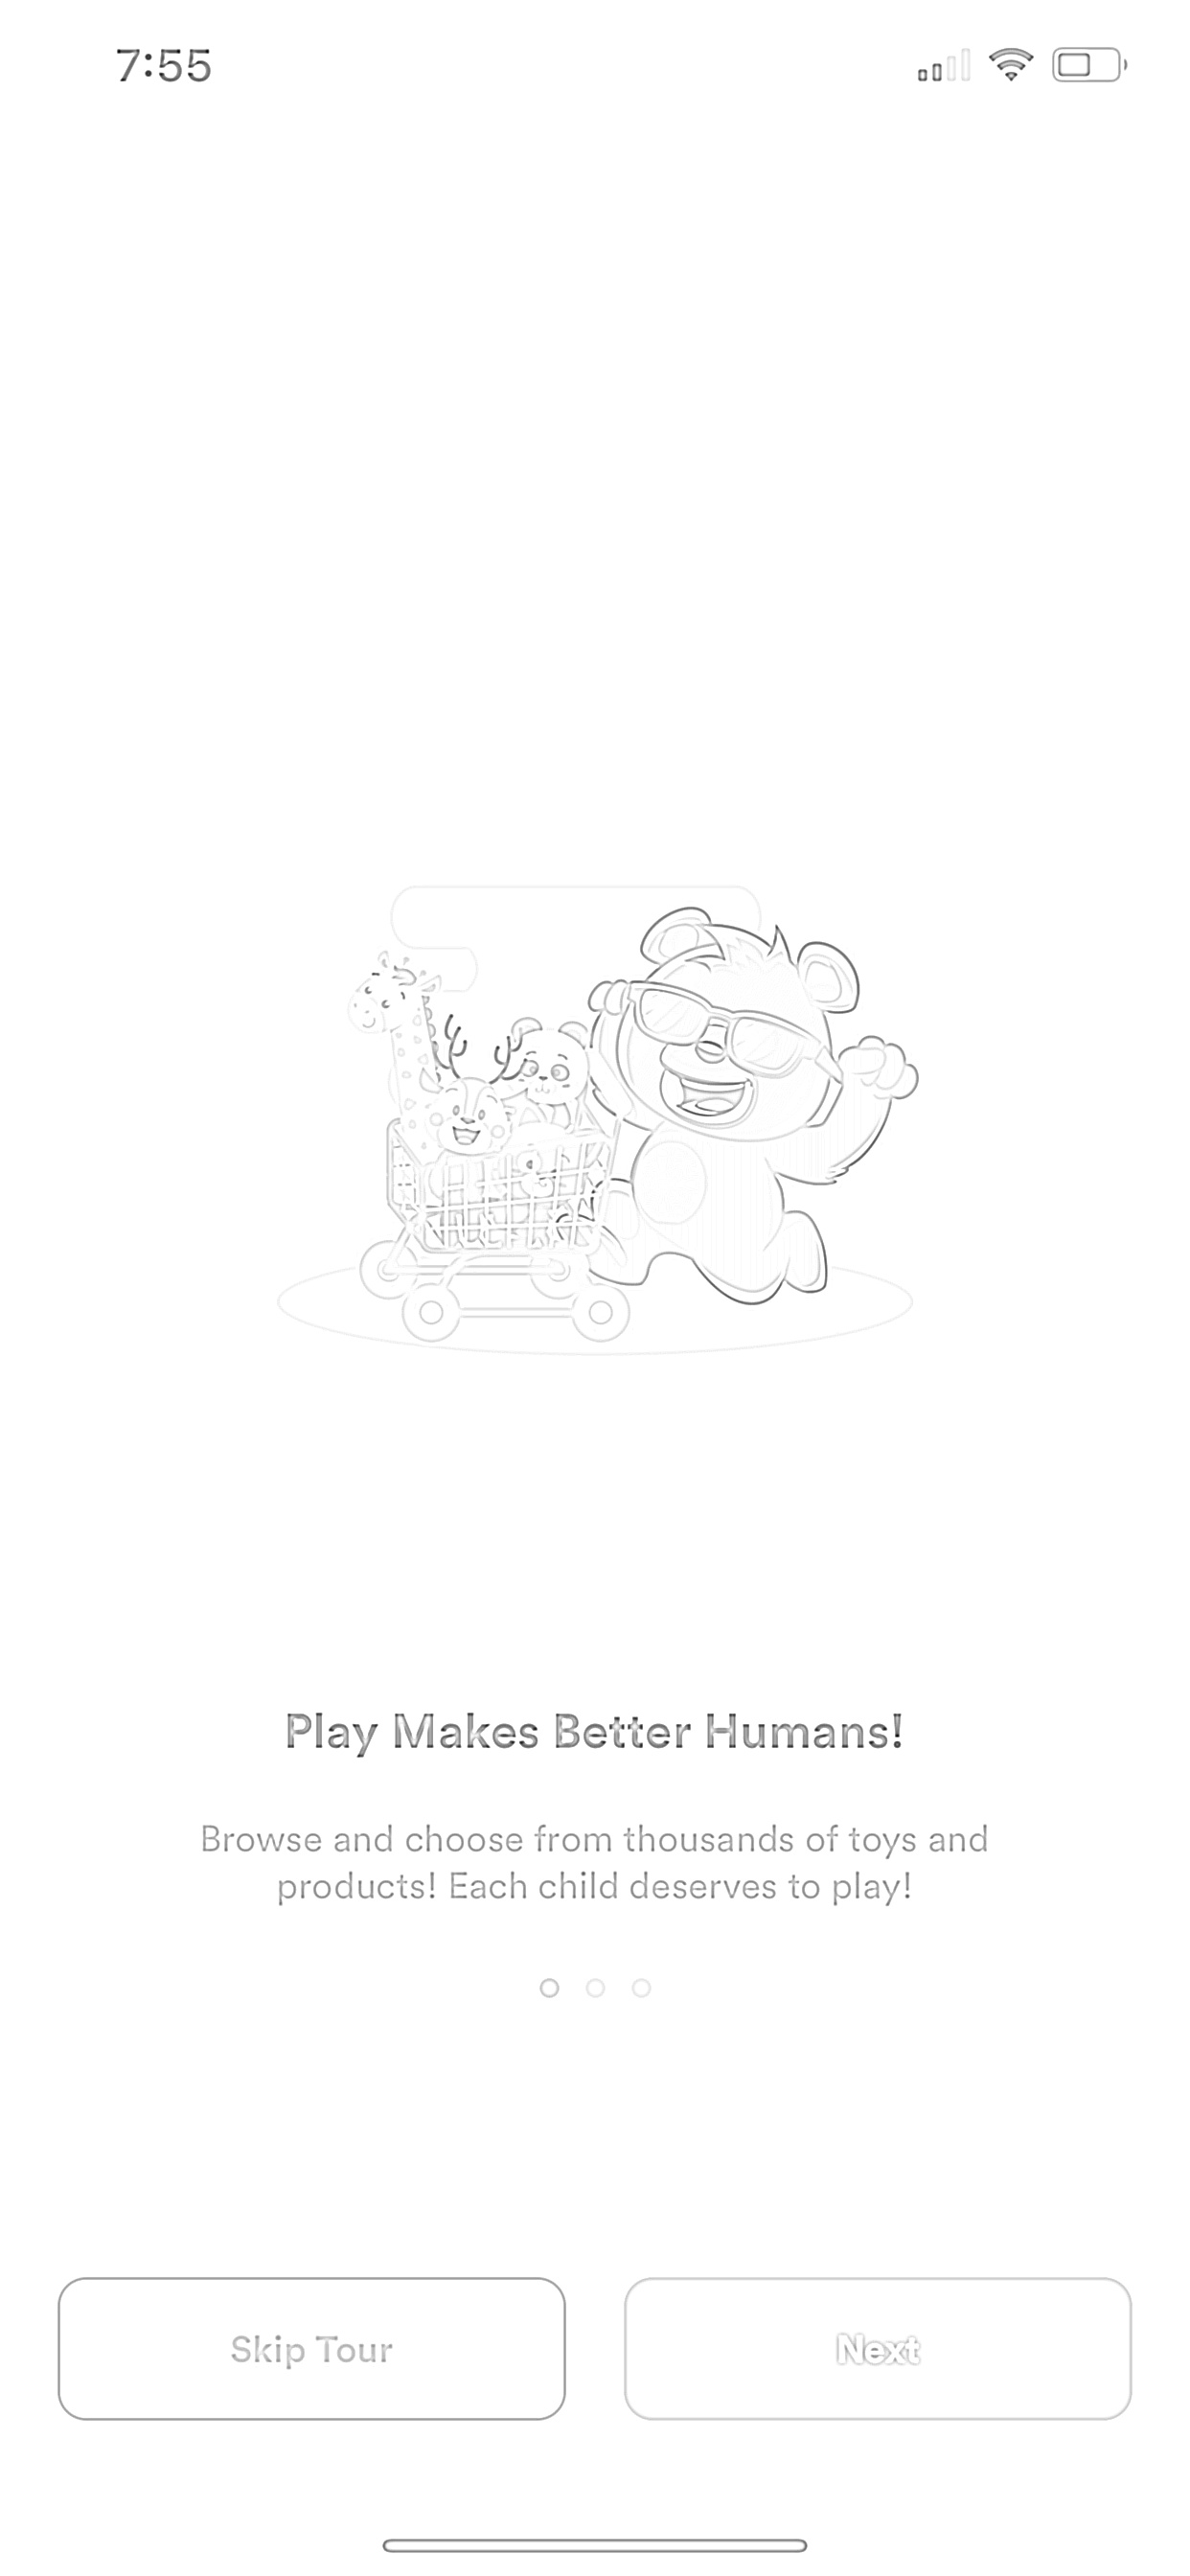 7:55
Play Makes Better Humans!
Browse and choose from thousands of toys and
products! Each child deserves to play!
Skip Tour
Next